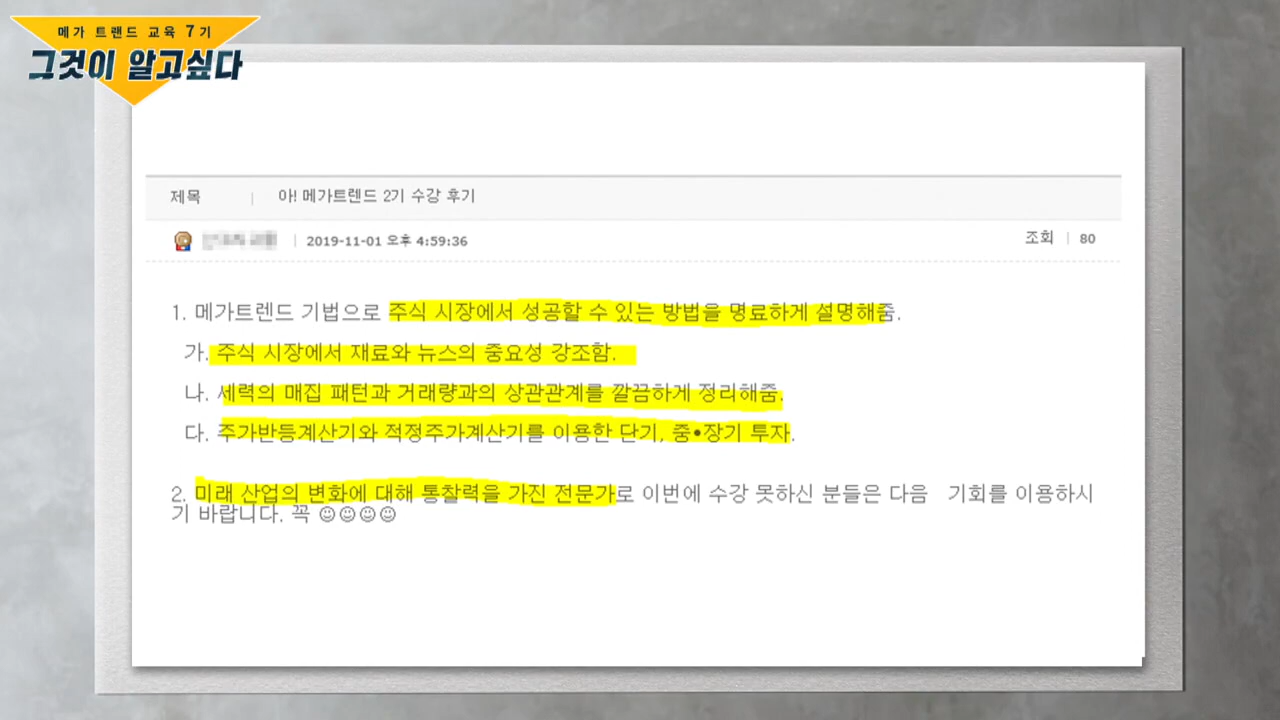 메가 트랜드 교육 7기
그것이 알고싶다
제목 | 아! 메가트렌드 2기 수강 후기
| 2019-11-01 오후 4:59:36
조회 | 80
1. 메가트렌드 기법으로 주식 시장에서 성공할 수 있는 방법을 명료하게 설명해줌.
가. 주식 시장에서 재료와 뉴스의 중요성 강조함.
나. 세력의 매집 패턴과 거래량과의 상관관계를 깔끔하게 정리해줌.
다. 주가반등계산기와 적정주가계산기를 이용한 단기, 중•장기 투자.
2. 미래 산업의 변화에 대해 통찰력을 가진 전문가로 이번에 수강 못하신 분들은 다음 기회를 이용하시
기 바랍니다. 꼭 ☺☺☺☺